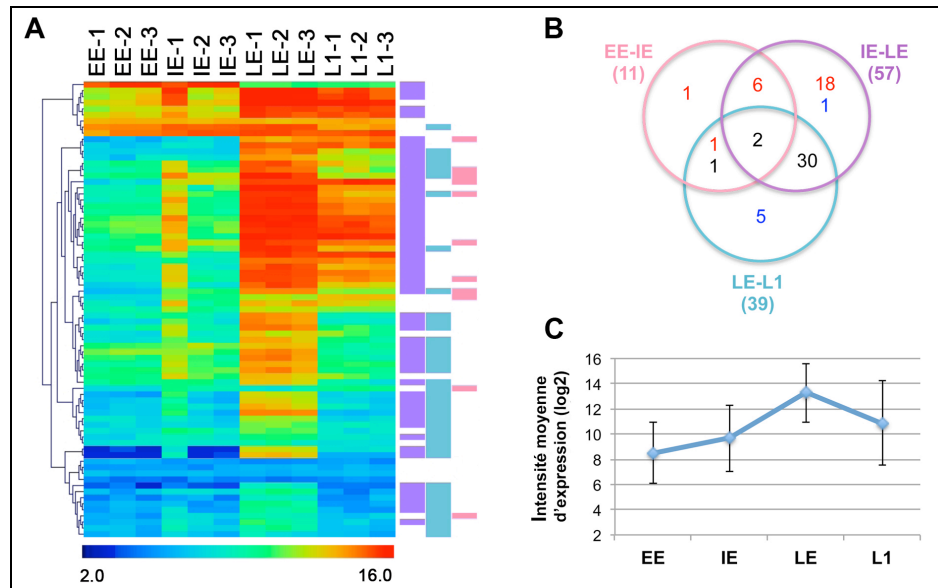 A
EE-1 EE-2 EE-3 IE-1 IE-2 IE-3 LE-1 LE-2 LE-3 L1-1 L1-2 L1-3
2.0 16.0
B
EE-IE
(11)
IE-LE
(57)
1
6
18
1
1
1
2
30
5
LE-L1
(39)
C
Intensité moyenne
d'expression (log2)
16
14
12
10
8
6
4
2
EE IE LE L1